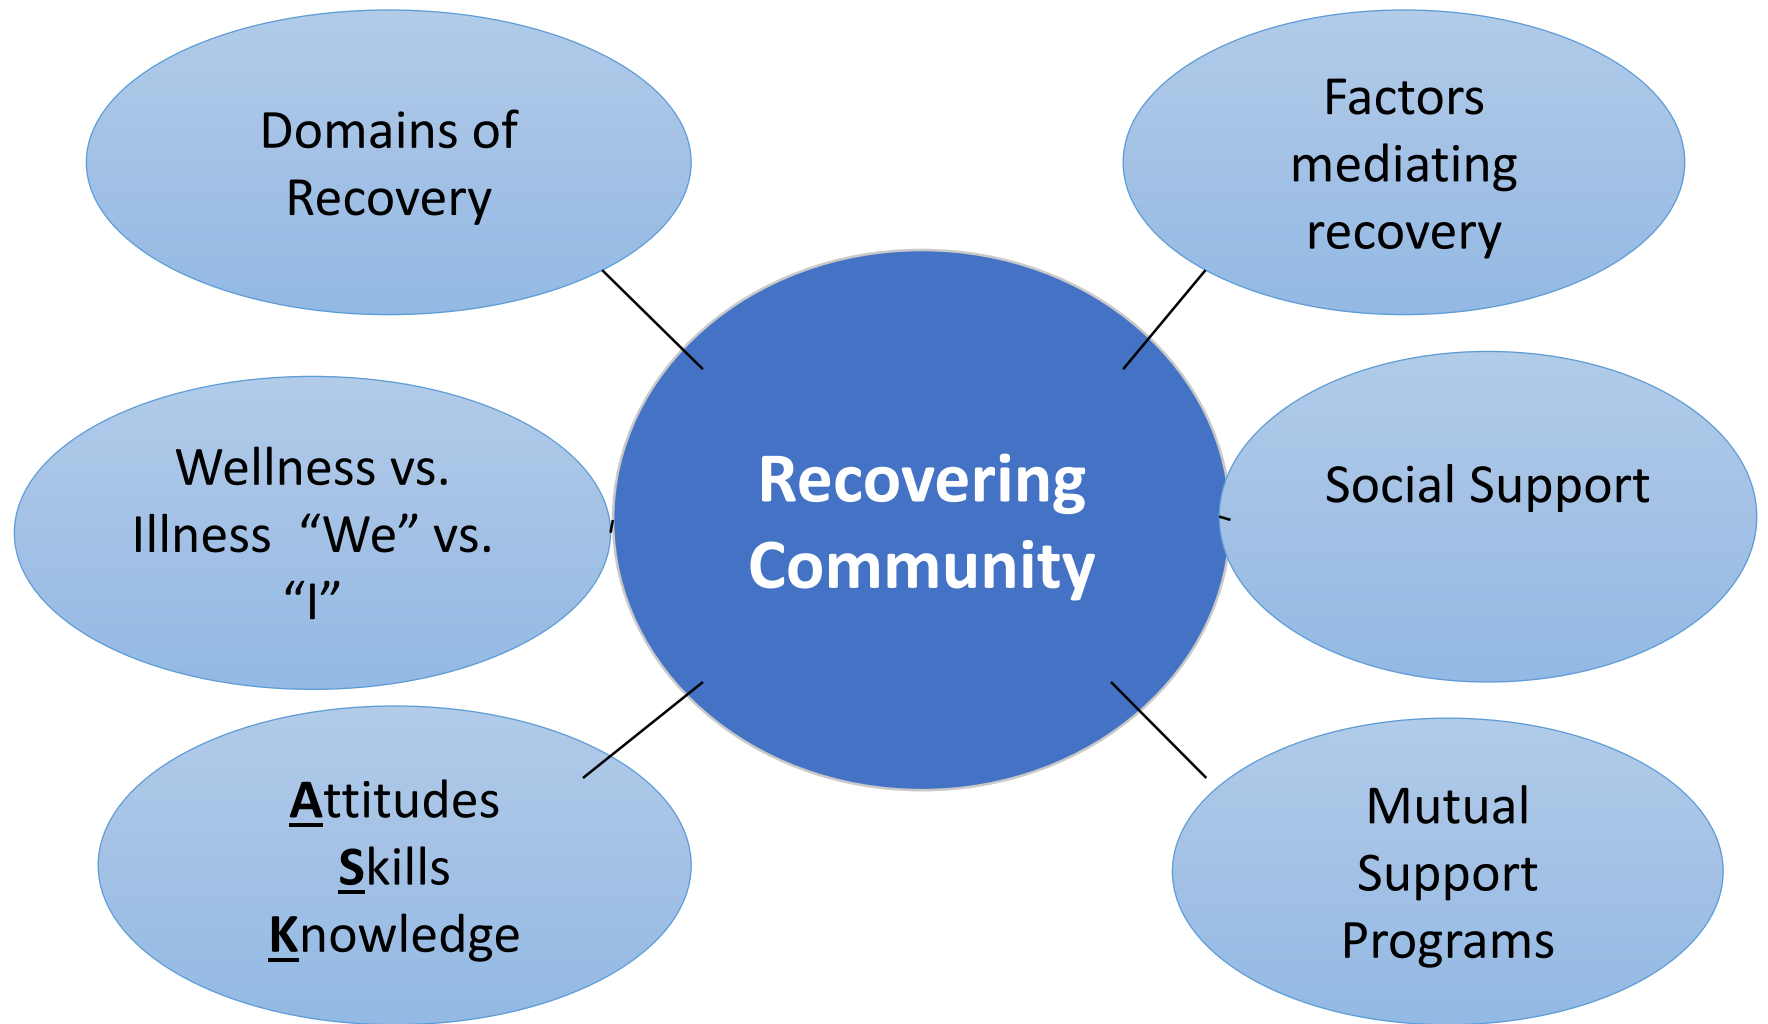 Domains of
Recovery
Factors
mediating
recovery
Wellness vs.
Illness  “We” vs.
“I”
Recovering
Community
Social Support
Attitudes
Skills
Knowledge
Mutual
Support
Programs